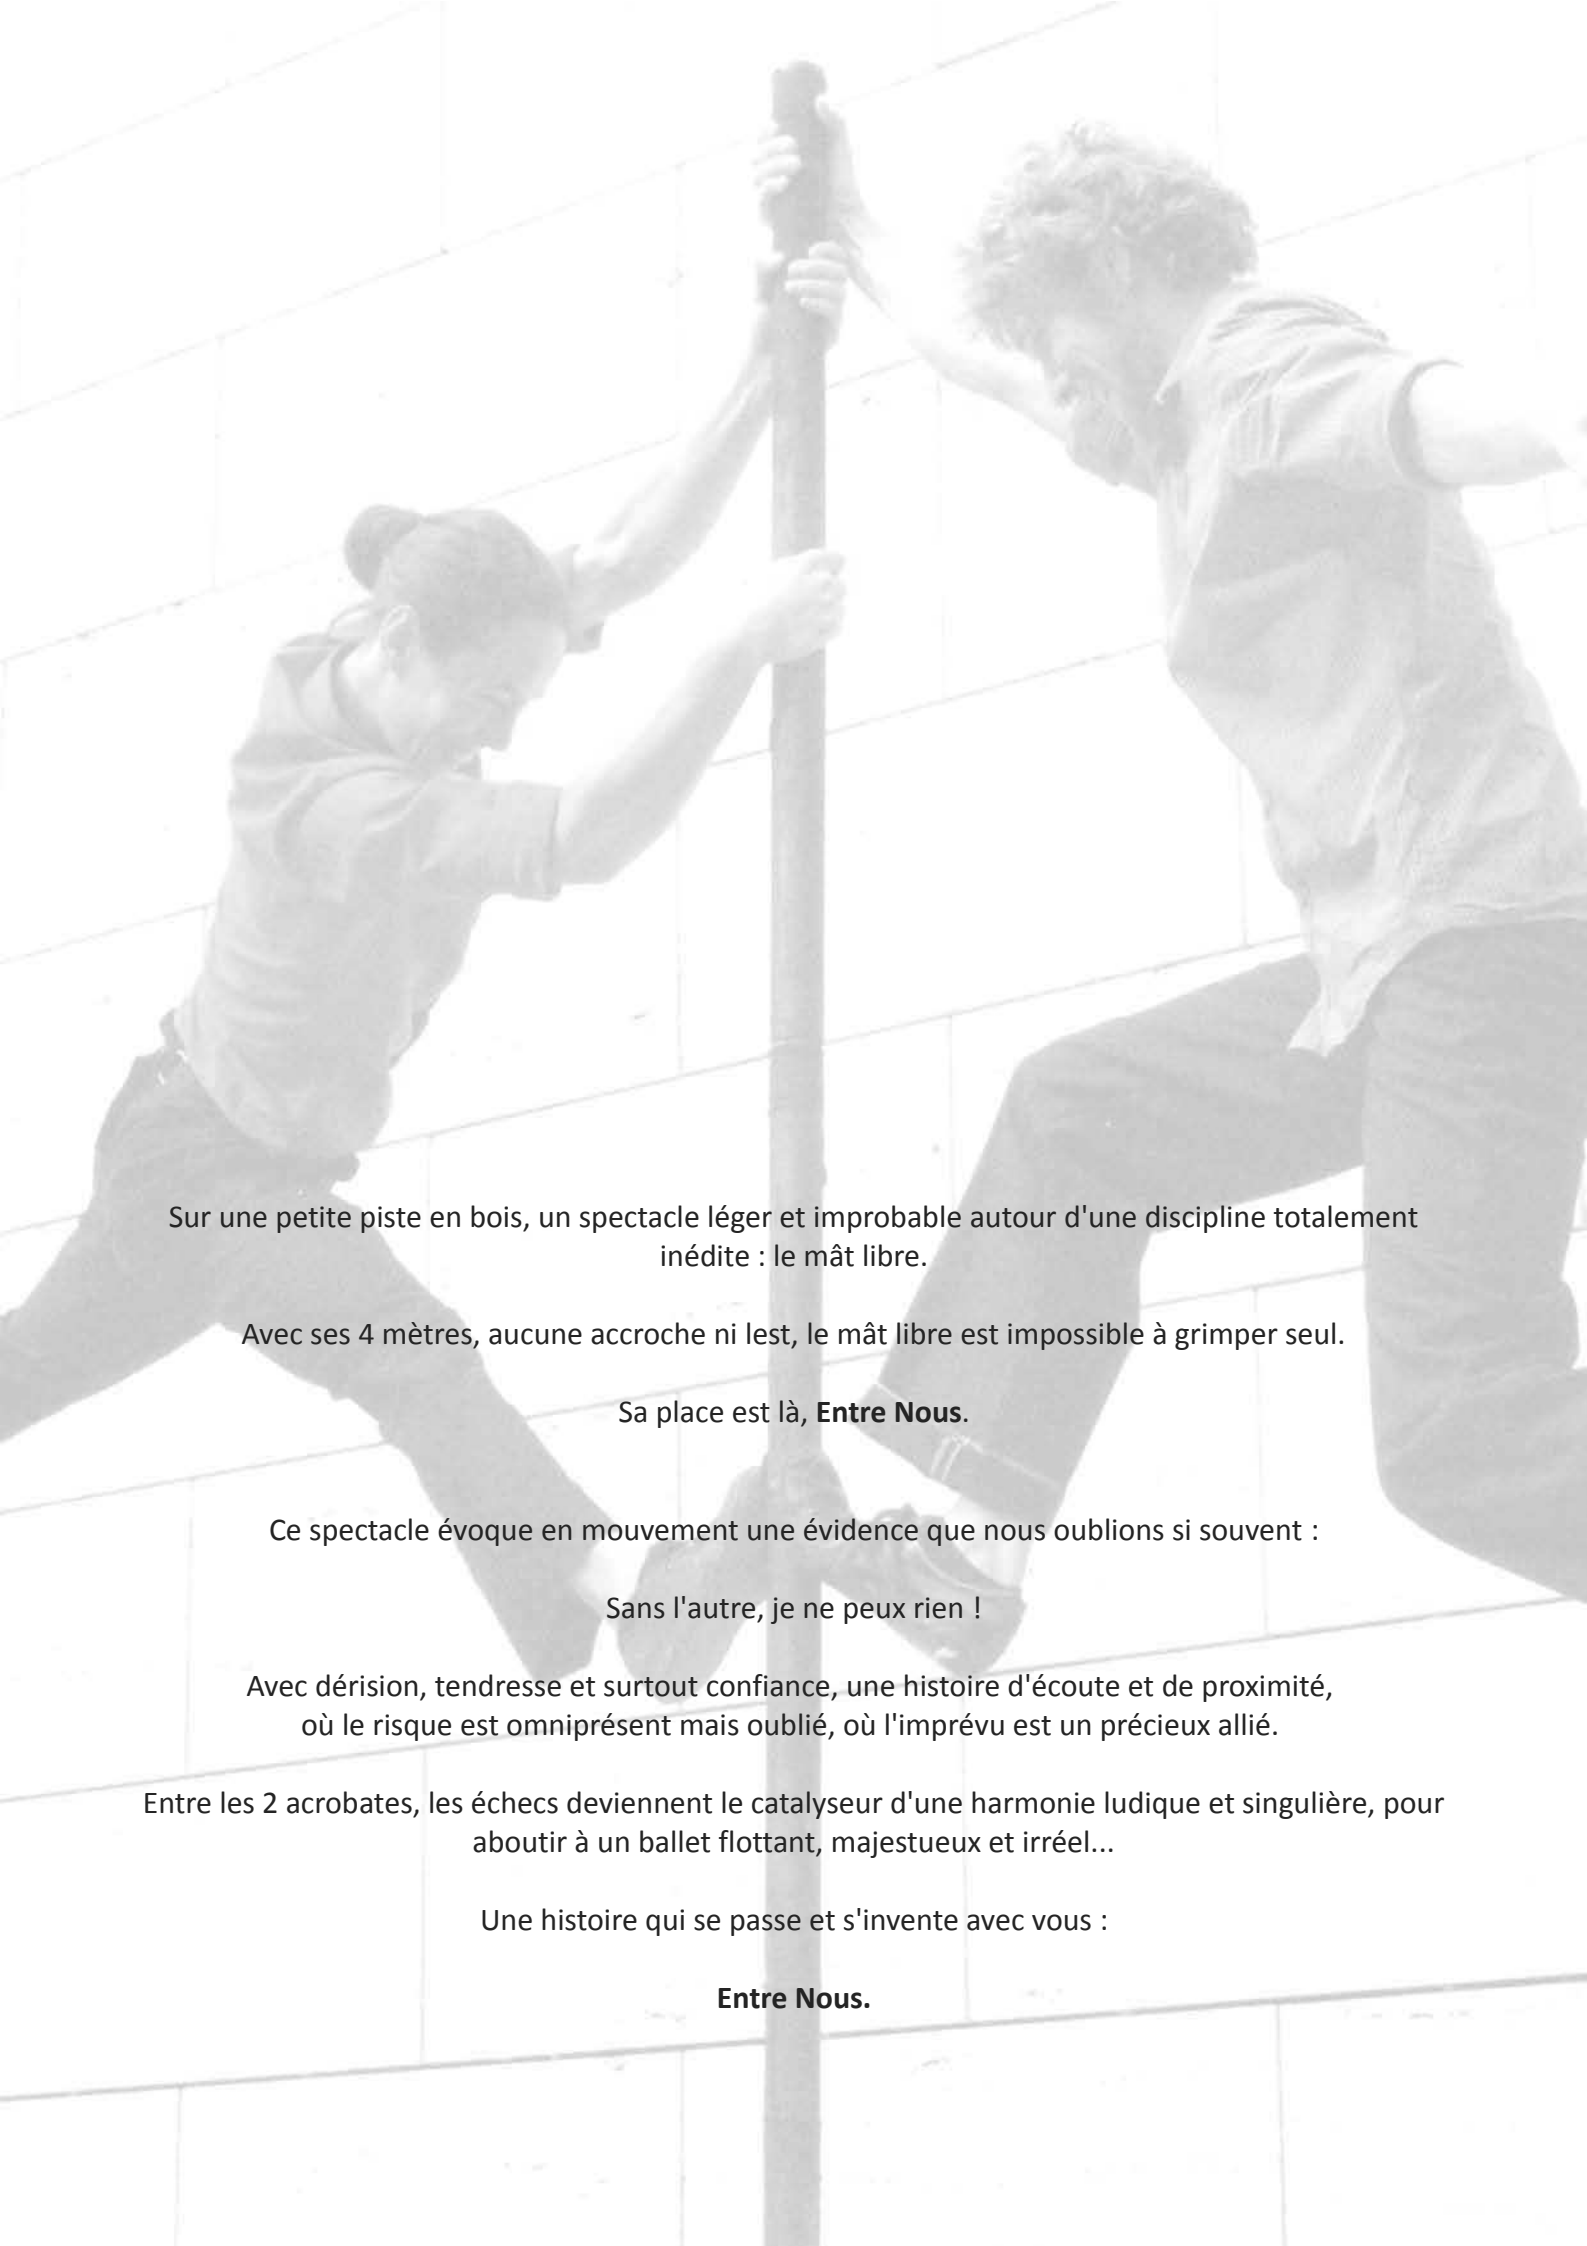 Sur une petite piste en bois, un spectacle léger et improbable autour d'une discipline totalement
inédite : le mât libre.
Avec ses 4 mètres, aucune accroche ni lest, le mât libre est impossible à grimper seul.
Sa place est là, Entre Nous.
Ce spectacle évoque en mouvement une évidence que nous oublions si souvent :
Sans l'autre, je ne peux rien !
Avec dérision, tendresse et surtout confiance, une histoire d'écoute et de proximité,
où le risque est omniprésent mais oublié, où l'imprévu est un précieux allié.
Entre les 2 acrobates, les échecs deviennent le catalyseur d'une harmonie ludique et singulière, pour
aboutir à un ballet flottant, majestueux et irréel...
Une histoire qui se passe et s'invente avec vous :
Entre Nous.